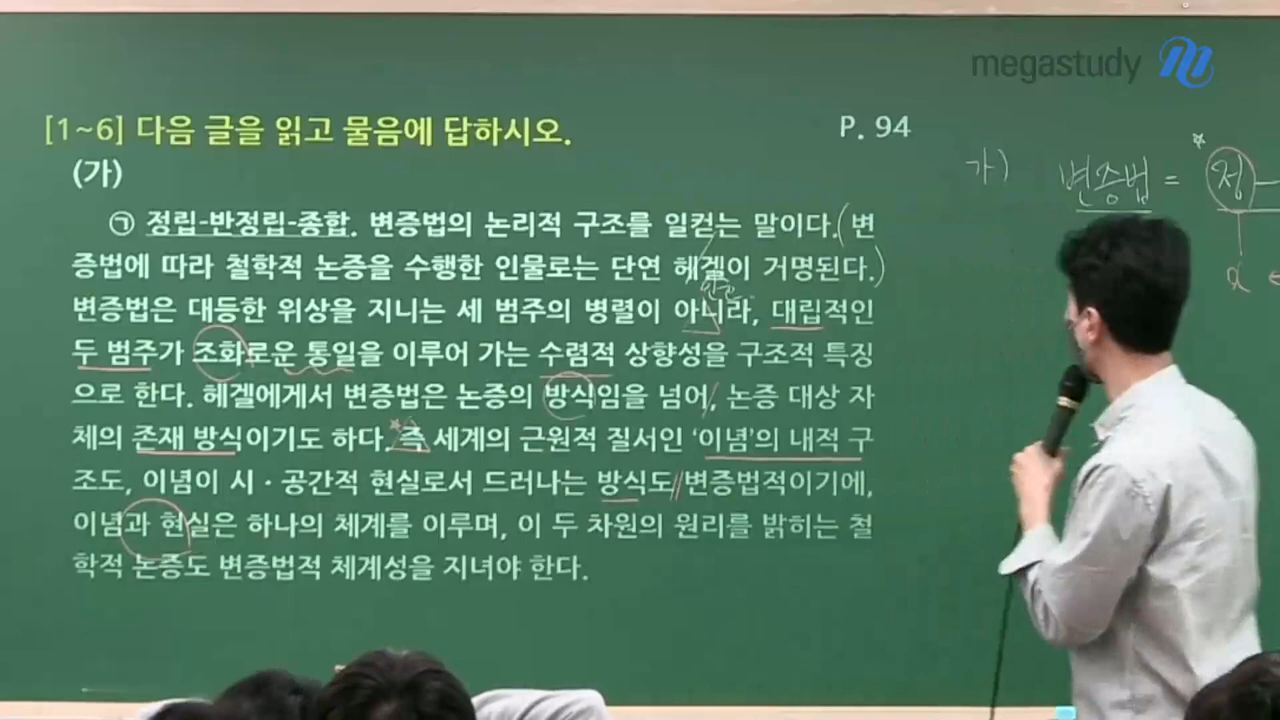 megastudy
[1~6] 다음 글을 읽고 물음에 답하시오.
P. 94
(가)
㉠ 정립-반정립-종합. 변증법의 논리적 구조를 일컫는 말이다. (변
증법에 따라 철학적 논증을 수행한 인물로는 단연 헤겔이 거명된다.)
변증법은 대등한 위상을 지니는 세 범주의 병렬이 아니라, 대립적인
두 범주가 조화로운 통일을 이루어 가는 수렴적 상향성을 구조적 특징
으로 한다. 헤겔에게서 변증법은 논증의 방식임을 넘어, 논증 대상 자
체의 존재 방식이기도 하다. 즉 세계의 근원적 질서인 ‘이념’의 내적 구
조도, 이념이 시·공간적 현실로서 드러나는 방식도 변증법적이기에,
이념과 현실은 하나의 체계를 이루며, 이 두 차원의 원리를 밝히는 철
학적 논증도 변증법적 체계성을 지녀야 한다.
가) 변증법 = 정